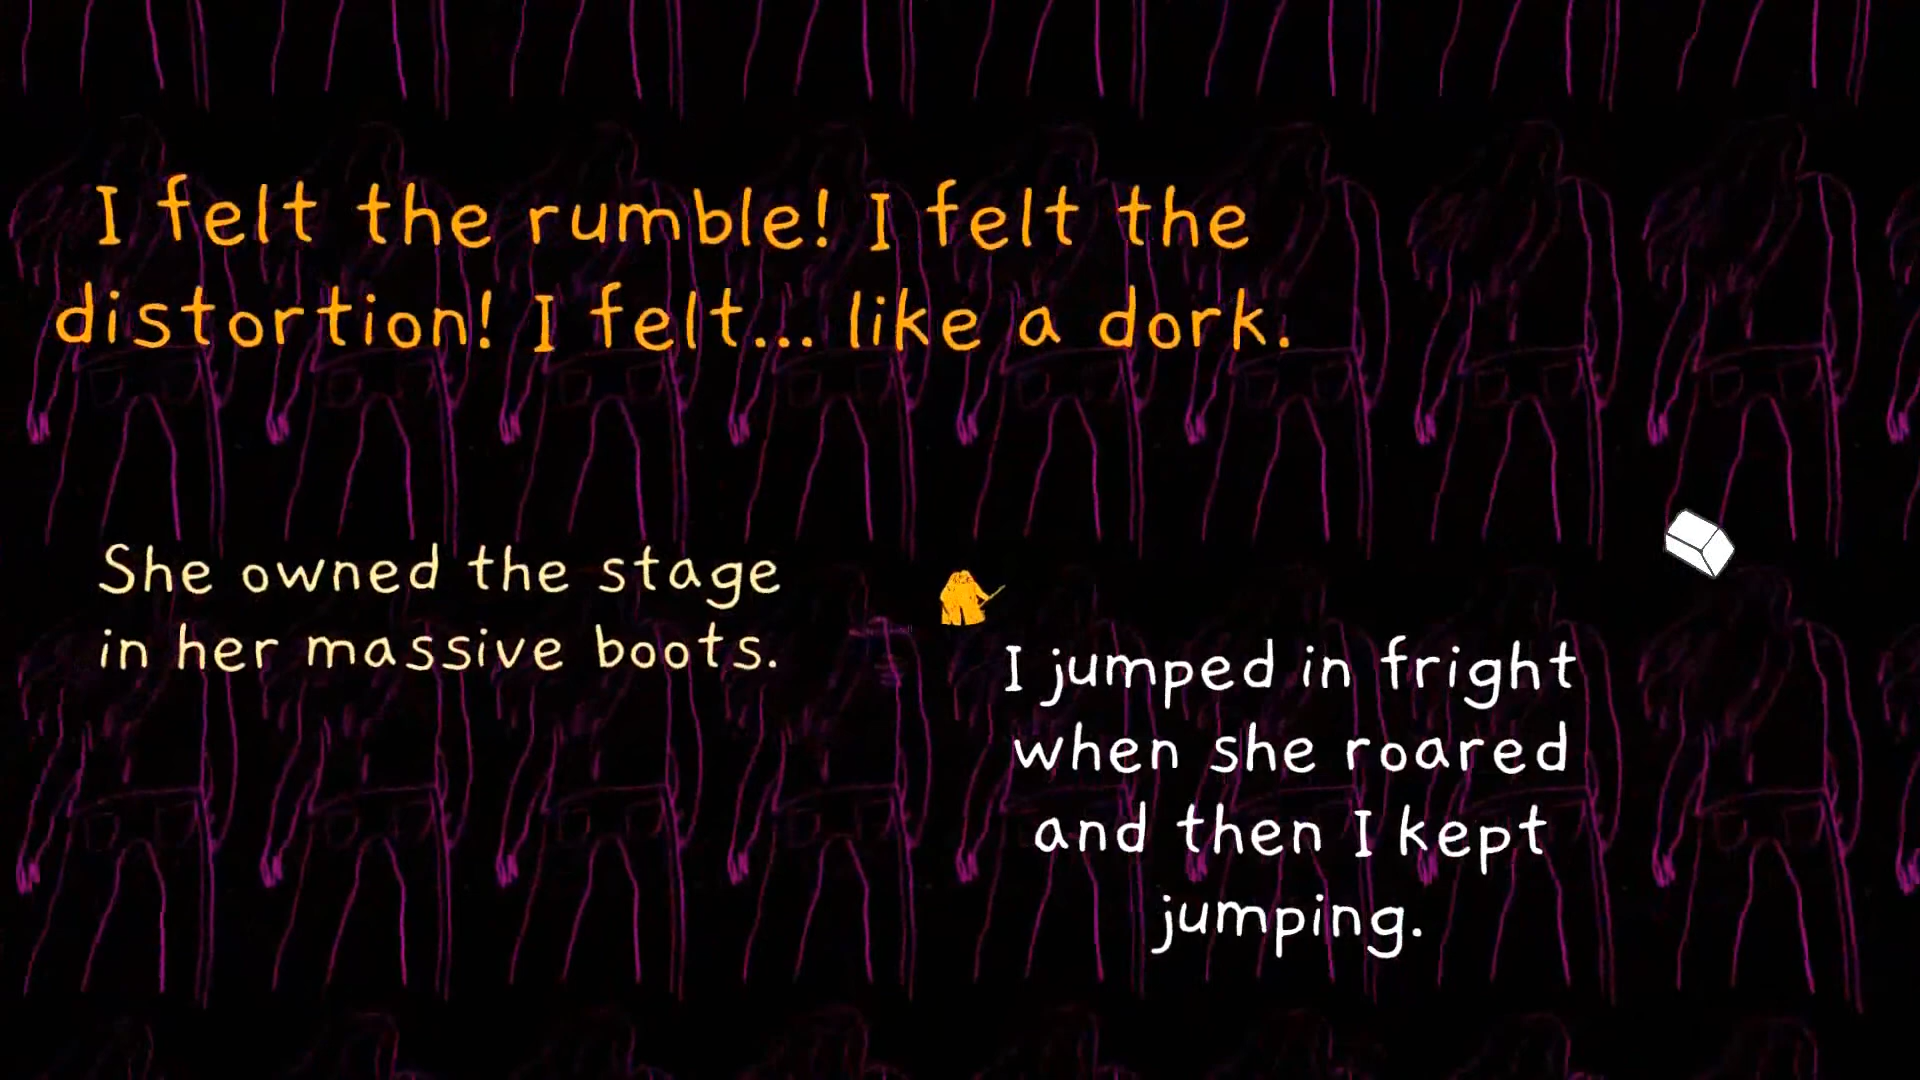 I felt the rumble! I felt the
distortion! I felt... like a dork.
She owned the stage
in her massive boots.
I jumped in fright
when she roared
and then I kept
jumping.